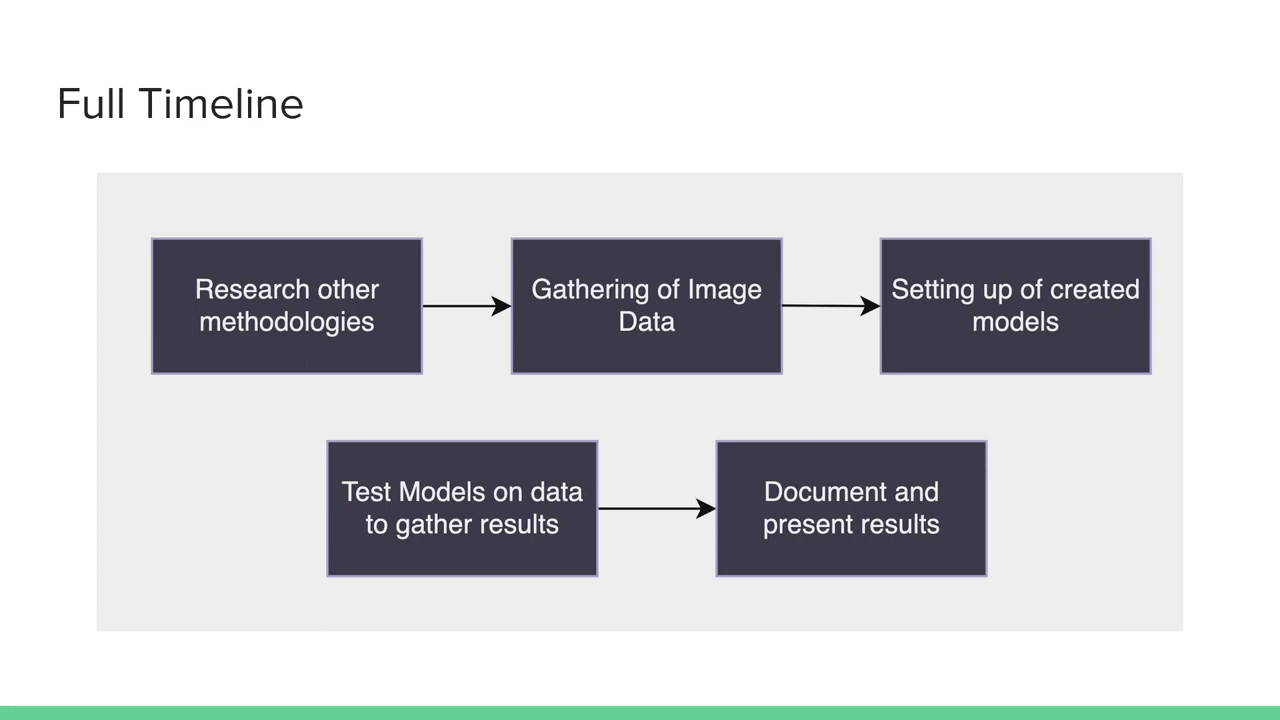 Full Timeline
Research other
methodologies
Gathering of Image
Data
Setting up of created
models
Test Models on data
to gather results
Document and
present results